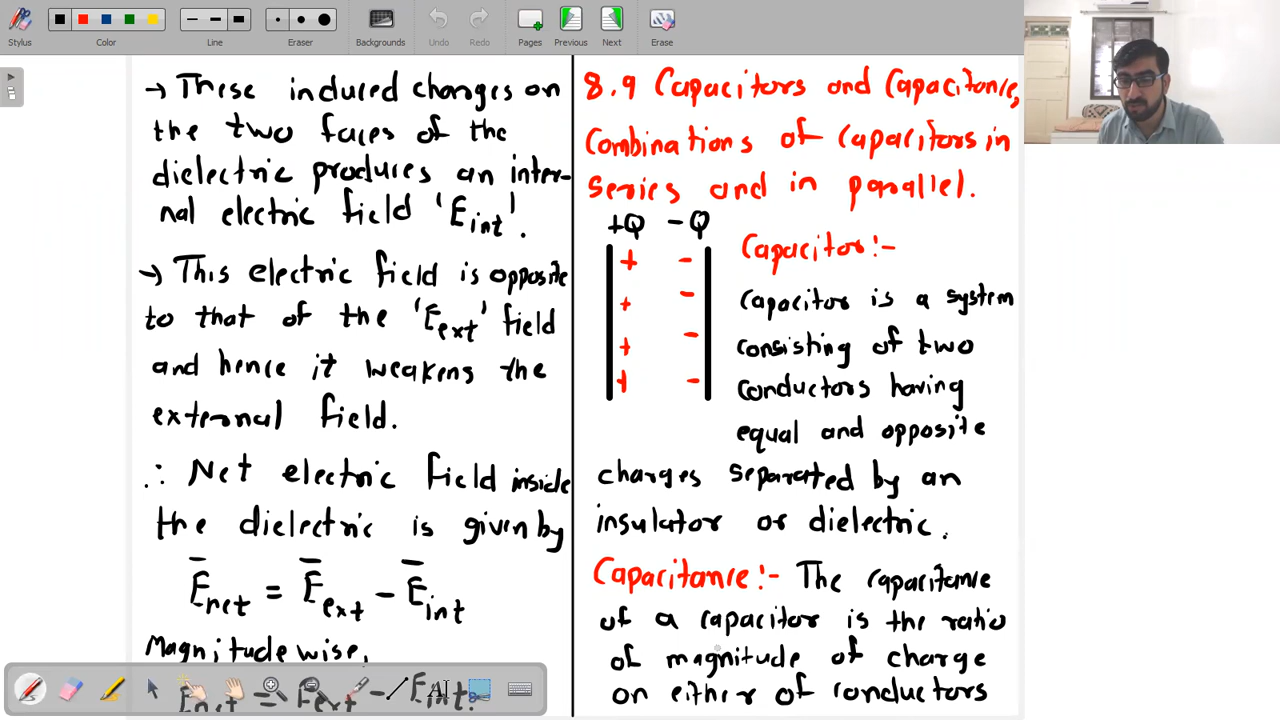 Stylus
Color
Line
Eraser
Backgrounds
Undo
Redo
Pages
Previous
Next
Erase
→ These induced charges on
the two faces of the
dielectric produces an inter-
nal electric field 'Eint'.
→ This electric field is opposite
to that of the 'Eext' field
and hence it weakens the
external field.
∴ Net electric field inside
the dielectric is given by
E̅net = E̅ext - E̅int
Magnitudewise,
Enet = Eext - Eint.
8.9 Capacitors and Capacitance,
Combinations of capacitors in
series and in parallel.
+Q -Q
+ -
+ -
+ -
+ -
Capacitor:-
Capacitor is a system
consisting of two
conductors having
equal and opposite
charges separated by an
insulator or dielectric.
Capacitance:- The capacitance
of a capacitor is the ratio
of magnitude of charge
on either of conductors